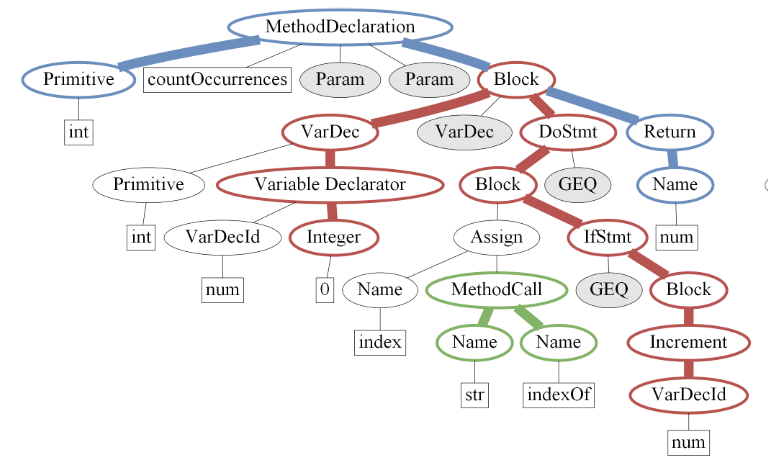 MethodDeclaration
Primitive countOccurrences Param Param Block
int VarDec VarDec DoStmt Return
Primitive Variable Declarator Block GEQ Name
int VarDecId Integer Assign IfStmt num
num 0 Name MethodCall GEQ Block
index Name Name Increment
str indexOf VarDecId
num